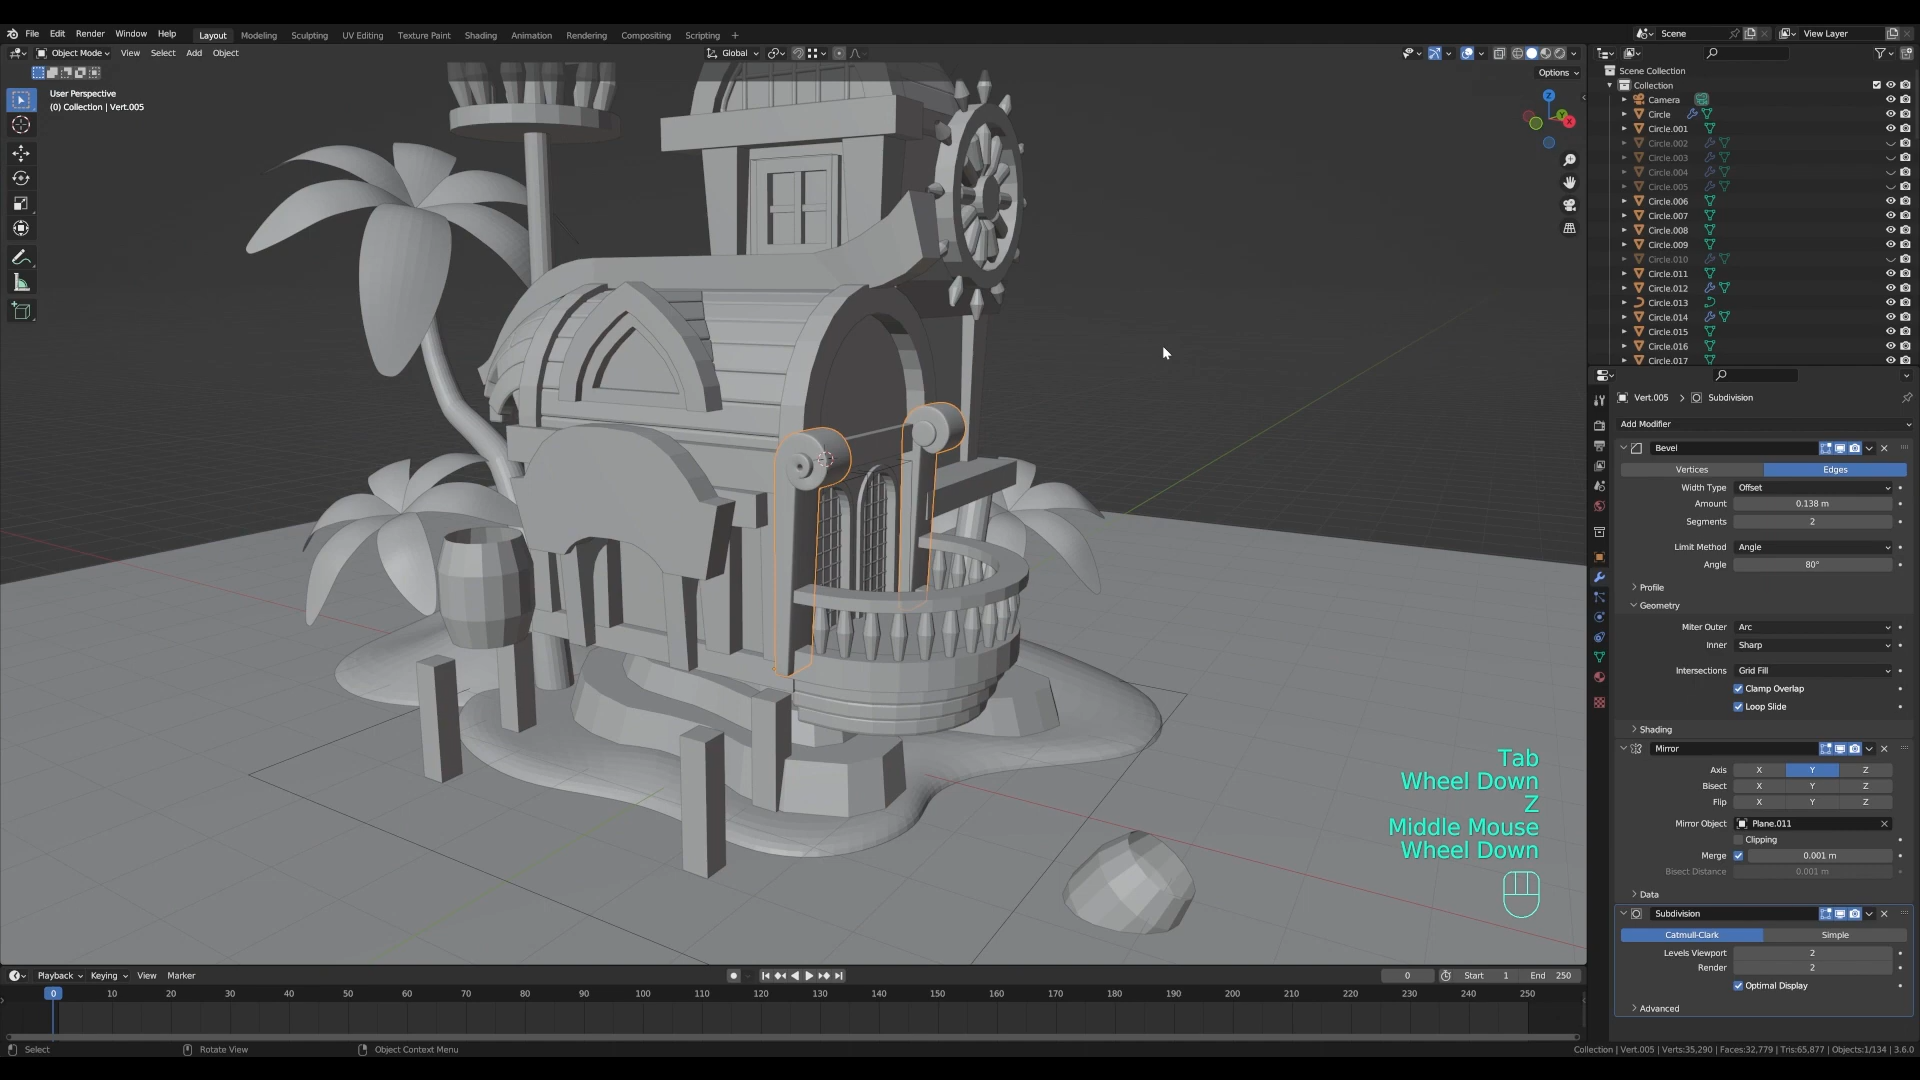 File Edit Render Window Help Layout Modeling Sculpting UV Editing Texture Paint Shading Animation Rendering Compositing Scripting + Scene View Layer
Object Mode View Select Add Object Global
Options
User Perspective
(0) Collection | Vert.005
Scene Collection
Collection
Camera
Circle
Circle.001
Circle.002
Circle.003
Circle.004
Circle.005
Circle.006
Circle.007
Circle.008
Circle.009
Circle.010
Circle.011
Circle.012
Circle.013
Circle.014
Circle.015
Circle.016
Circle.017
Vert.005 > Subdivision
Add Modifier
Bevel
Vertices Edges
Width Type Offset
Amount 0.138 m
Segments 2
Limit Method Angle
Angle 80°
Profile
Geometry
Miter Outer Arc
Inner Sharp
Intersections Grid Fill
Clamp Overlap
Loop Slide
Shading
Mirror
Axis X Y Z
Bisect X Y Z
Flip X Y Z
Mirror Object Plane.011
Clipping
Merge 0.001 m
Bisect Distance 0.001 m
Data
Subdivision
Catmull-Clark Simple
Levels Viewport 2
Render 2
Optimal Display
Advanced
Z
Y
X
Tab
Wheel Down
Z
Middle Mouse
Wheel Down
Playback Keying View Marker 0 Start 1 End 250
0 10 20 30 40 50 60 70 80 90 100 110 120 130 140 150 160 170 180 190 200 210 220 230 240 250
Select Rotate View Object Context Menu Collection | Vert.005 | Verts:35,290 | Faces:32,779 | Tris:65,877 | Objects:1/134 | 3.6.0